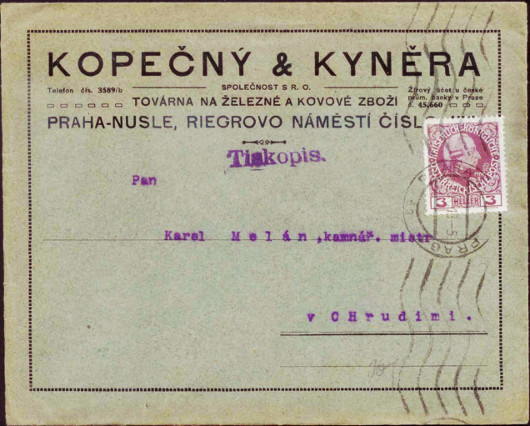 KOPEČNÝ & KYNĚRA
Telefon čís. 3589/b
SPOLEČNOST S R. O.
Žirový účet u české
prům. banky v Praze
č. 45.660
TOVÁRNA NA ŽELEZNÉ A KOVOVÉ ZBOŽÍ
PRAHA-NUSLE, RIEGROVO NÁMĚSTÍ ČÍSLO
Tiskopis.
Pan
Karel Melán, kamnář. mistr
v CHrudimi.
3 HELLER 3
PRAG